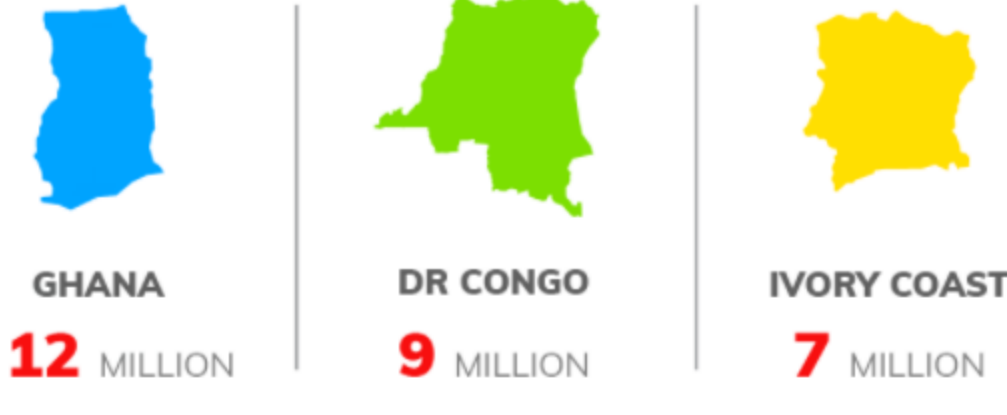 GHANA
12 MILLION
DR CONGO
9 MILLION
IVORY COAST
7 MILLION